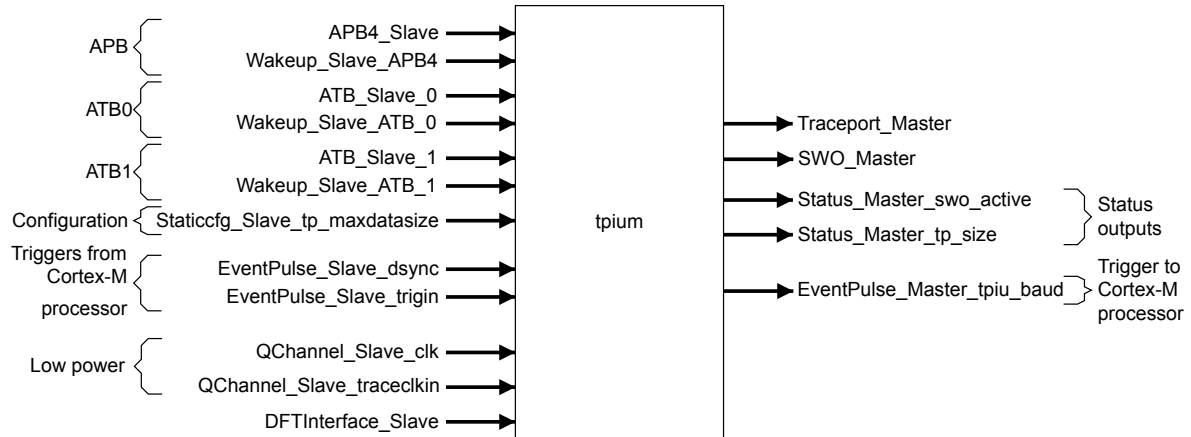 APB
APB4_Slave
Wakeup_Slave_APB4
ATB0
ATB_Slave_0
Wakeup_Slave_ATB_0
ATB1
ATB_Slave_1
Wakeup_Slave_ATB_1
Configuration
Staticcfg_Slave_tp_maxdatasize
Triggers from
Cortex-M
processor
EventPulse_Slave_dsync
EventPulse_Slave_trigin
Low power
QChannel_Slave_clk
QChannel_Slave_traceclkin
DFTInterface_Slave
tpium
Traceport_Master
SWO_Master
Status_Master_swo_active
Status_Master_tp_size
Status
outputs
EventPulse_Master_tpiu_baud
Trigger to
Cortex-M
processor